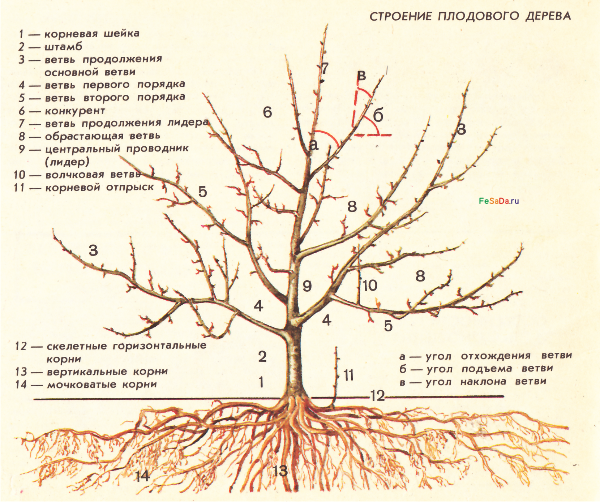 СТРОЕНИЕ ПЛОДОВОГО ДЕРЕВА
1 — корневая шейка
2 — штамб
3 — ветвь продолжения
основной ветви
4 — ветвь первого порядка
5 — ветвь второго порядка
6 — конкурент
7 — ветвь продолжения лидера
8 — обрастающая ветвь
9 — центральный проводник
(лидер)
10 — волчковая ветвь
11 — корневой отпрыск
7
в
6
б
3
а
5
8
FeSaDa.ru
3
8
9
10
4
4
5
12 — скелетные горизонтальные
корни
13 — вертикальные корни
14 — мочковатые корни
2
1
11
а — угол отхождения ветви
б — угол подъема ветви
в — угол наклона ветви
12
14
13